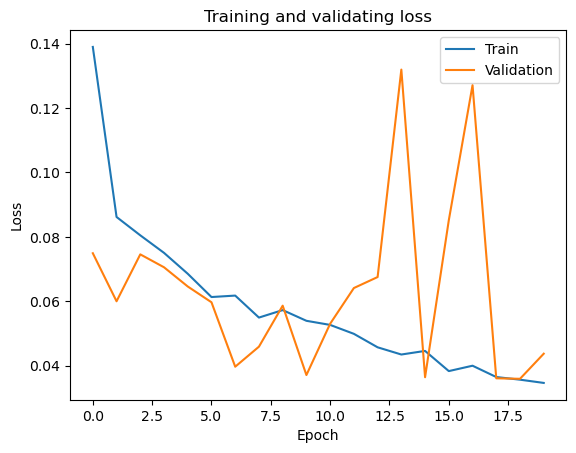 Training and validating loss
Train
Validation
0.14
0.12
0.10
0.08
0.06
0.04
Loss
0.0 2.5 5.0 7.5 10.0 12.5 15.0 17.5
Epoch